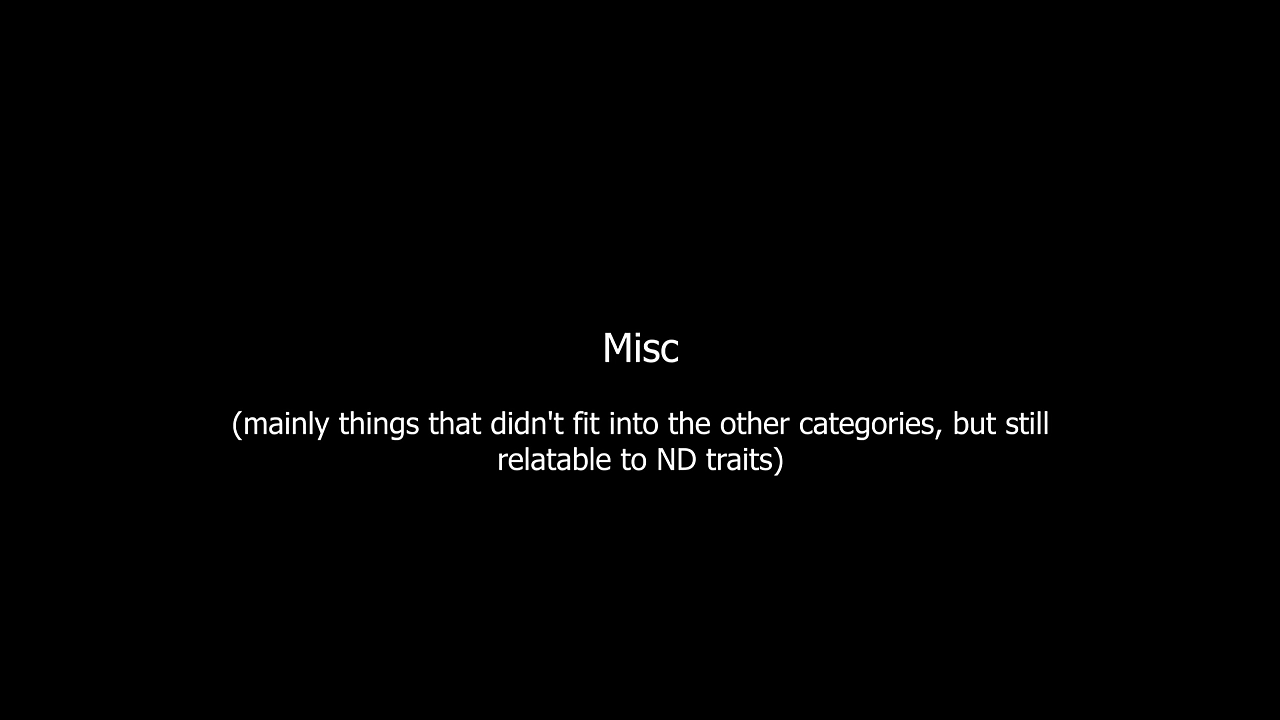 Misc
(mainly things that didn't fit into the other categories, but still
relatable to ND traits)